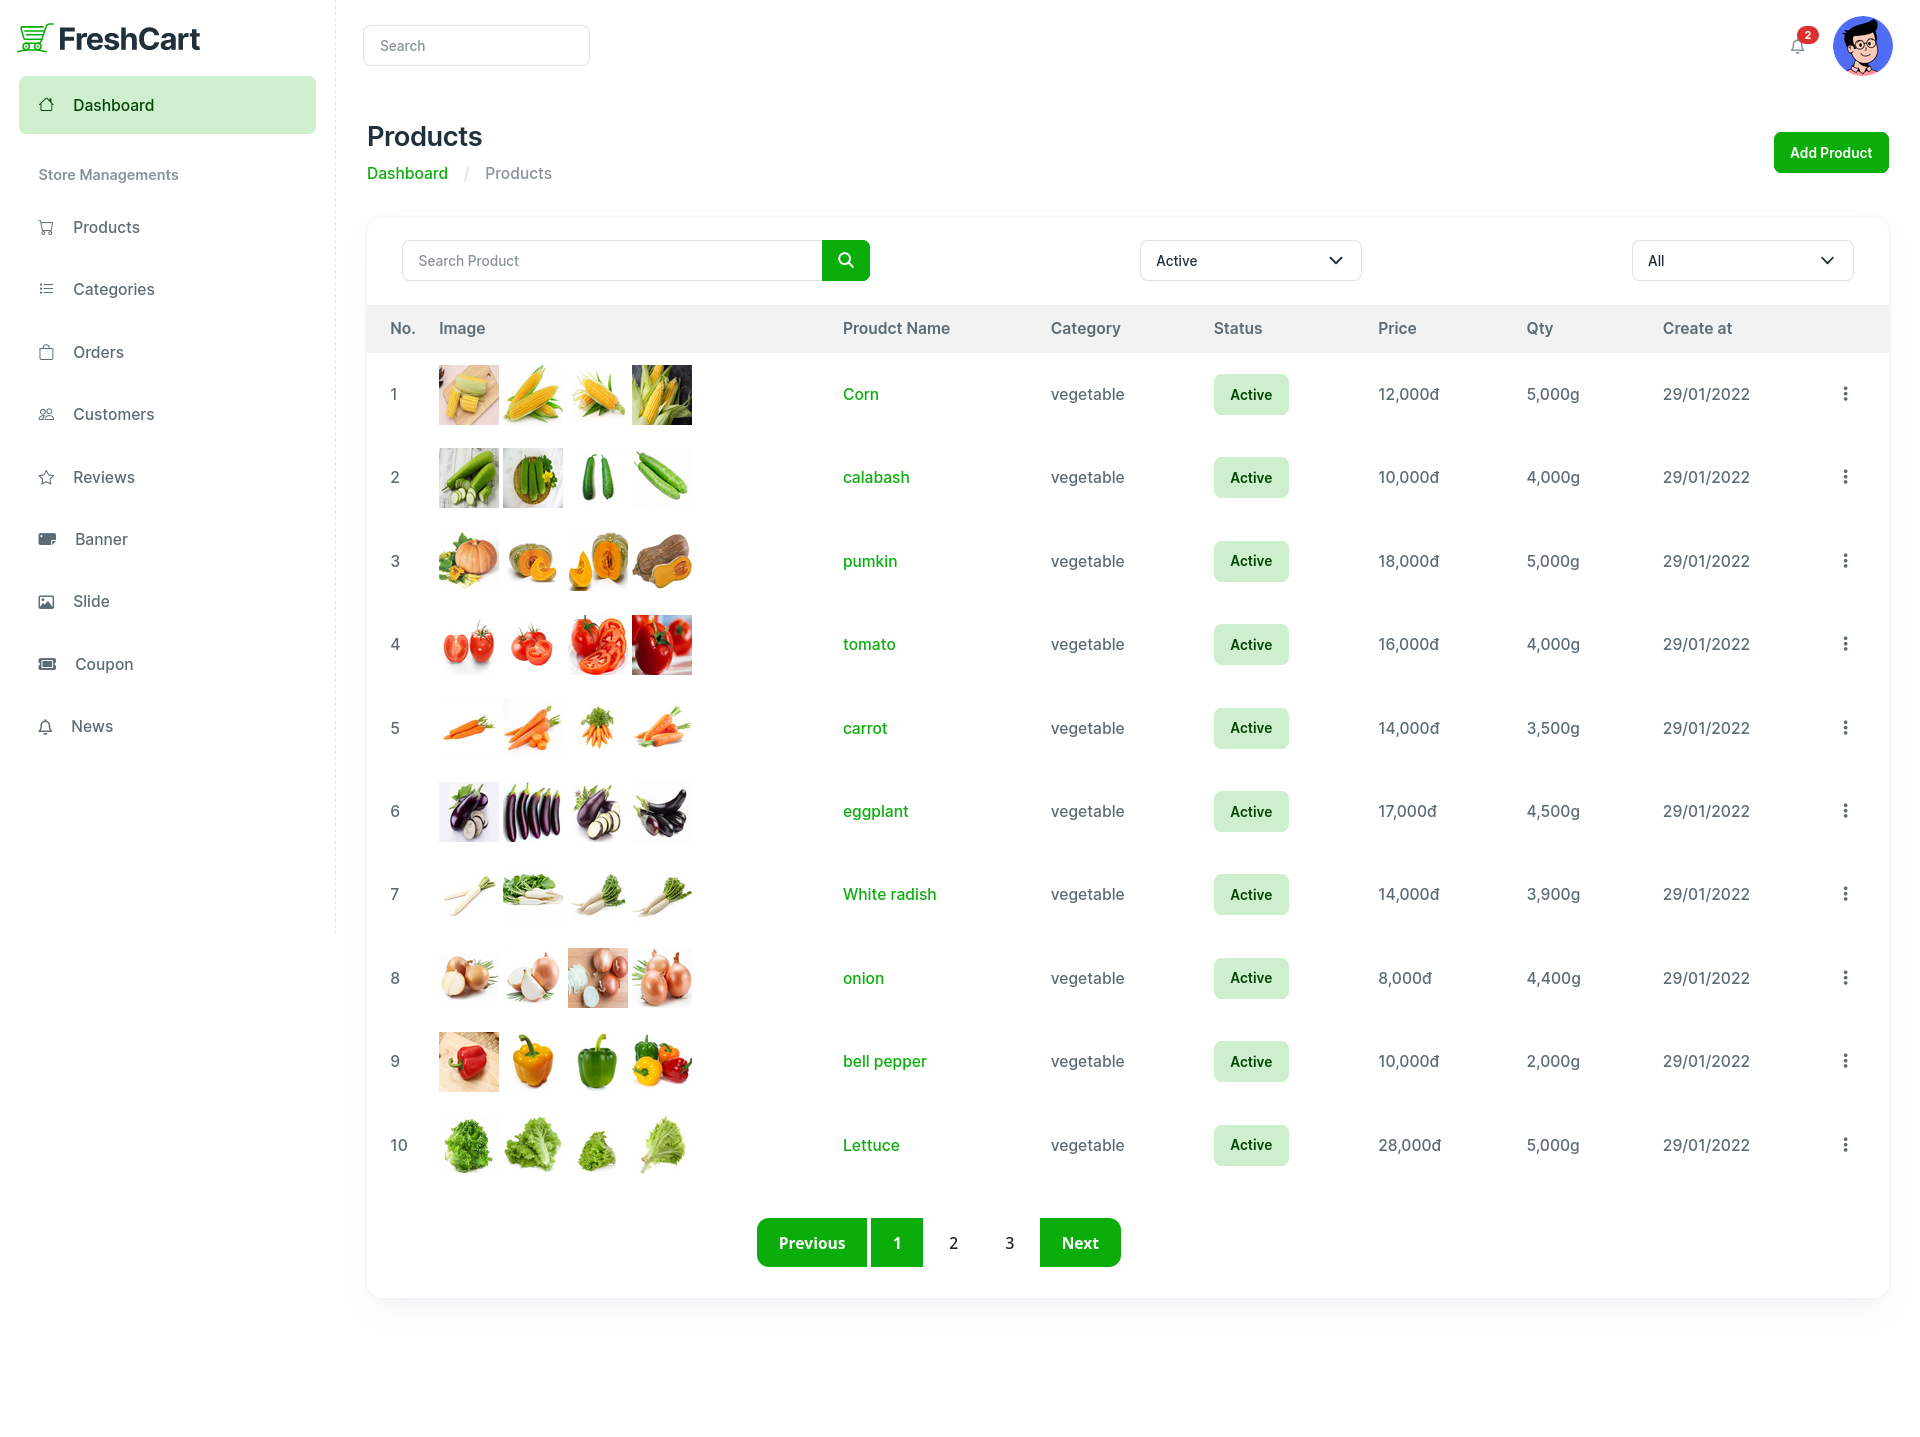 FreshCart
Search
2
Dashboard
Store Managements
Products
Categories
Orders
Customers
Reviews
Banner
Slide
Coupon
News
Products
Dashboard / Products
Add Product
Search Product
Active
All
No. Image Proudct Name Category Status Price Qty Create at
1 Corn vegetable Active 12,000đ 5,000g 29/01/2022
2 calabash vegetable Active 10,000đ 4,000g 29/01/2022
3 pumkin vegetable Active 18,000đ 5,000g 29/01/2022
4 tomato vegetable Active 16,000đ 4,000g 29/01/2022
5 carrot vegetable Active 14,000đ 3,500g 29/01/2022
6 eggplant vegetable Active 17,000đ 4,500g 29/01/2022
7 White radish vegetable Active 14,000đ 3,900g 29/01/2022
8 onion vegetable Active 8,000đ 4,400g 29/01/2022
9 bell pepper vegetable Active 10,000đ 2,000g 29/01/2022
10 Lettuce vegetable Active 28,000đ 5,000g 29/01/2022
Previous 1 2 3 Next